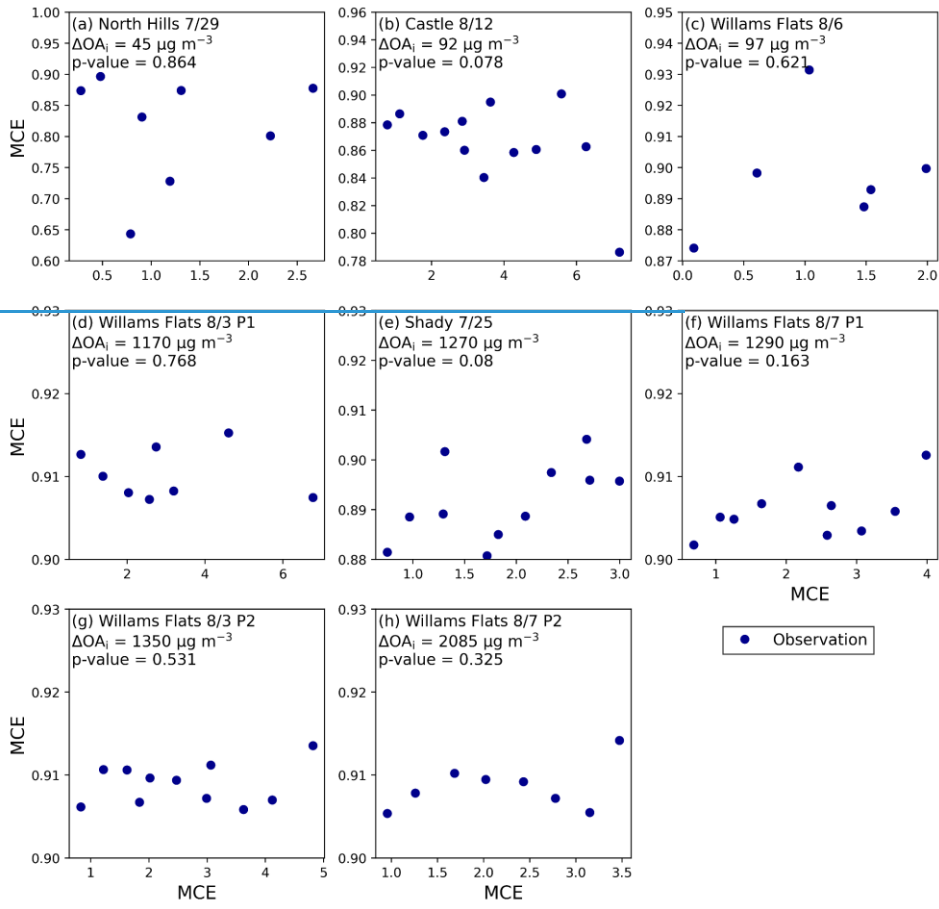 (a) North Hills 7/29
ΔOAᵢ = 45 μg m⁻³
p-value = 0.864
1.00
0.95
0.90
0.85
0.80
0.75
0.70
0.65
0.60
MCE
0.5 1.0 1.5 2.0 2.5
(b) Castle 8/12
ΔOAᵢ = 92 μg m⁻³
p-value = 0.078
0.96
0.94
0.92
0.90
0.88
0.86
0.84
0.82
0.80
0.78
2 4 6
(c) Willams Flats 8/6
ΔOAᵢ = 97 μg m⁻³
p-value = 0.621
0.95
0.94
0.93
0.92
0.91
0.90
0.89
0.88
0.87
0.0 0.5 1.0 1.5 2.0
(d) Willams Flats 8/3 P1
ΔOAᵢ = 1170 μg m⁻³
p-value = 0.768
0.93
0.92
0.91
0.90
MCE
2 4 6
(e) Shady 7/25
ΔOAᵢ = 1270 μg m⁻³
p-value = 0.08
0.93
0.92
0.91
0.90
0.89
0.88
1.0 1.5 2.0 2.5 3.0
(f) Willams Flats 8/7 P1
ΔOAᵢ = 1290 μg m⁻³
p-value = 0.163
0.93
0.92
0.91
0.90
1 2 3 4
MCE
(g) Willams Flats 8/3 P2
ΔOAᵢ = 1350 μg m⁻³
p-value = 0.531
0.93
0.92
0.91
0.90
MCE
1 2 3 4 5
MCE
(h) Willams Flats 8/7 P2
ΔOAᵢ = 2085 μg m⁻³
p-value = 0.325
0.93
0.92
0.91
0.90
1.0 1.5 2.0 2.5 3.0 3.5
MCE
Observation